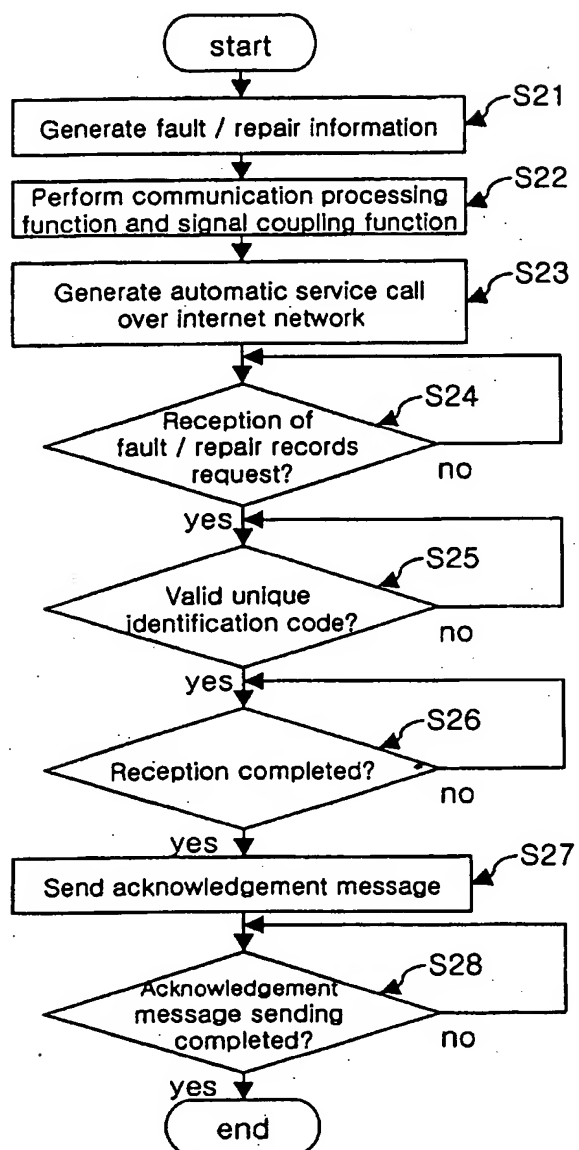 start
S21
Generate fault / repair information
S22
Perform communication processing
function and signal coupling function
S23
Generate automatic service call
over internet network
S24
Reception of
fault / repair records
request?
no
yes
S25
Valid unique
identification code?
no
yes
S26
Reception completed?
no
yes
S27
Send acknowledgement message
S28
Acknowledgement
message sending
completed?
no
yes
end